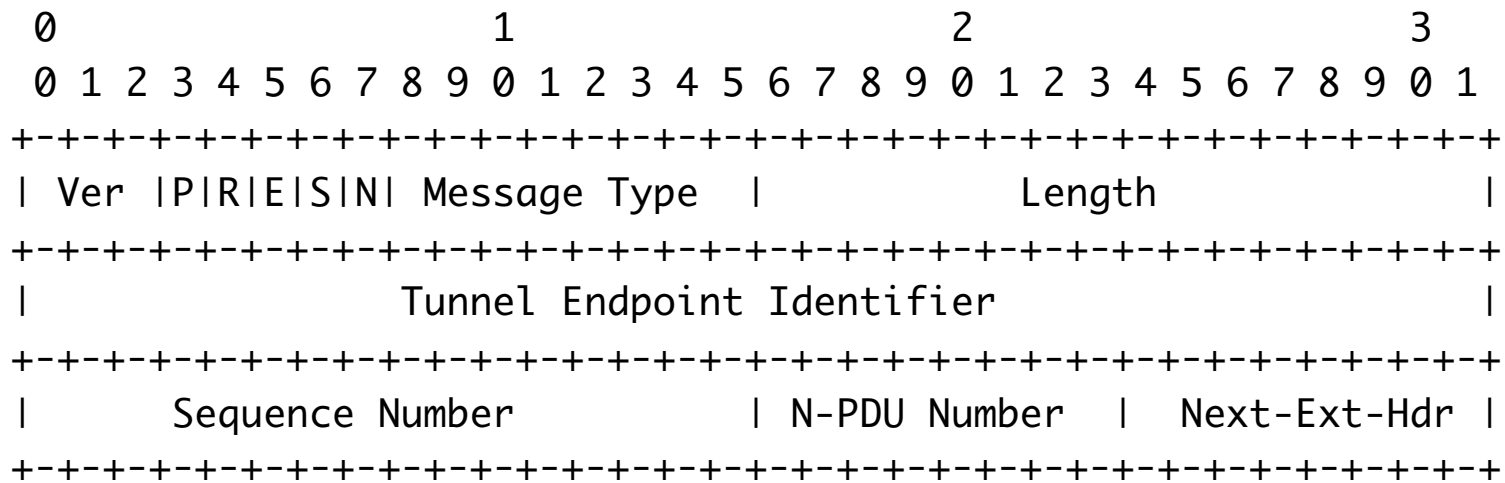 0                   1                   2                   3
 0 1 2 3 4 5 6 7 8 9 0 1 2 3 4 5 6 7 8 9 0 1 2 3 4 5 6 7 8 9 0 1
+-+-+-+-+-+-+-+-+-+-+-+-+-+-+-+-+-+-+-+-+-+-+-+-+-+-+-+-+-+-+-+-+
| Ver |P|R|E|S|N| Message Type  |           Length              |
+-+-+-+-+-+-+-+-+-+-+-+-+-+-+-+-+-+-+-+-+-+-+-+-+-+-+-+-+-+-+-+-+
|                Tunnel Endpoint Identifier                     |
+-+-+-+-+-+-+-+-+-+-+-+-+-+-+-+-+-+-+-+-+-+-+-+-+-+-+-+-+-+-+-+-+
|      Sequence Number          | N-PDU Number  |  Next-Ext-Hdr |
+-+-+-+-+-+-+-+-+-+-+-+-+-+-+-+-+-+-+-+-+-+-+-+-+-+-+-+-+-+-+-+-+